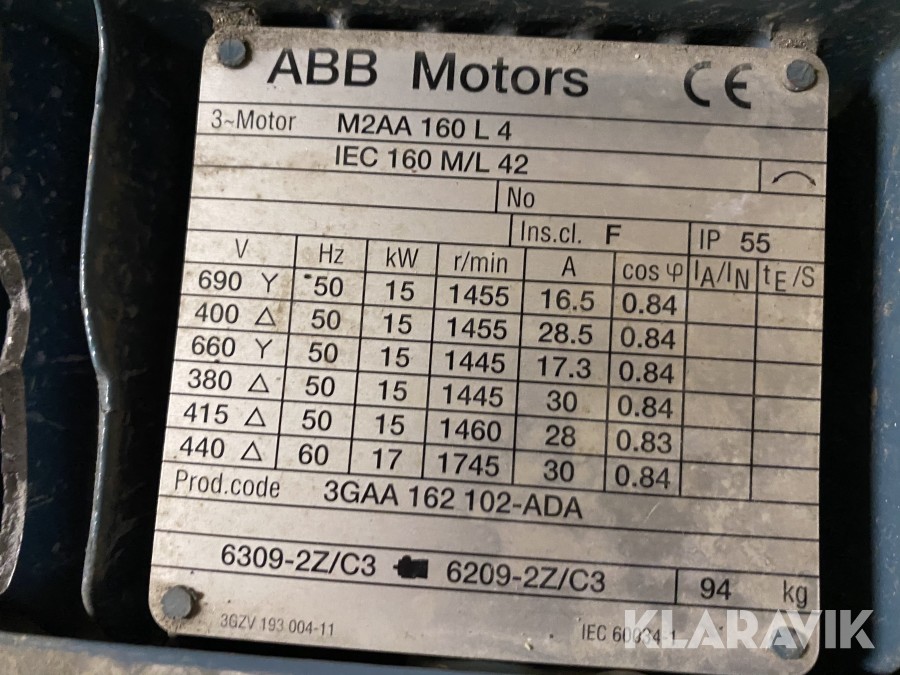 ABB Motors CE
3~Motor M2AA 160 L 4
IEC 160 M/L 42
No
Ins.cl. F IP 55
V Hz kW r/min A cos φ IA/IN tE/S
690 Y 50 15 1455 16.5 0.84
400 Δ 50 15 1455 28.5 0.84
660 Y 50 15 1445 17.3 0.84
380 Δ 50 15 1445 30 0.84
415 Δ 50 15 1460 28 0.83
440 Δ 60 17 1745 30 0.84
Prod.code 3GAA 162 102-ADA
6309-2Z/C3 6209-2Z/C3 94 kg
3GZV 193 004-11 IEC 60034-1
KLARAVIK